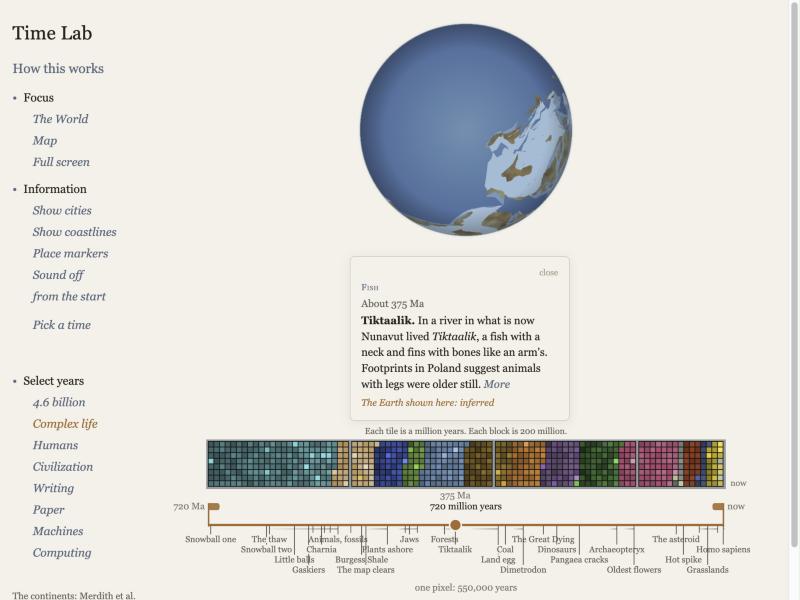 Time Lab
How this works
• Focus
The World
Map
Full screen
• Information
Show cities
Show coastlines
Place markers
Sound off
from the start
Pick a time
• Select years
4.6 billion
Complex life
Humans
Civilization
Writing
Paper
Machines
Computing
The continents: Merdith et al.
close
Fish
About 375 Ma
Tiktaalik. In a river in what is now
Nunavut lived Tiktaalik, a fish with a
neck and fins with bones like an arm's.
Footprints in Poland suggest animals
with legs were older still. More
The Earth shown here: inferred
Each tile is a million years. Each block is 200 million.
now
375 Ma
720 Ma 720 million years now
Snowball one The thaw Animals, fossils Jaws Forests The Great Dying The asteroid
Snowball two Charnia Plants ashore Tiktaalik Coal Dinosaurs Archaeopteryx Homo sapiens
Little balls Burgess Shale Land egg Pangaea cracks Hot spike
Gaskiers The map clears Dimetrodon Oldest flowers Grasslands
one pixel: 550,000 years